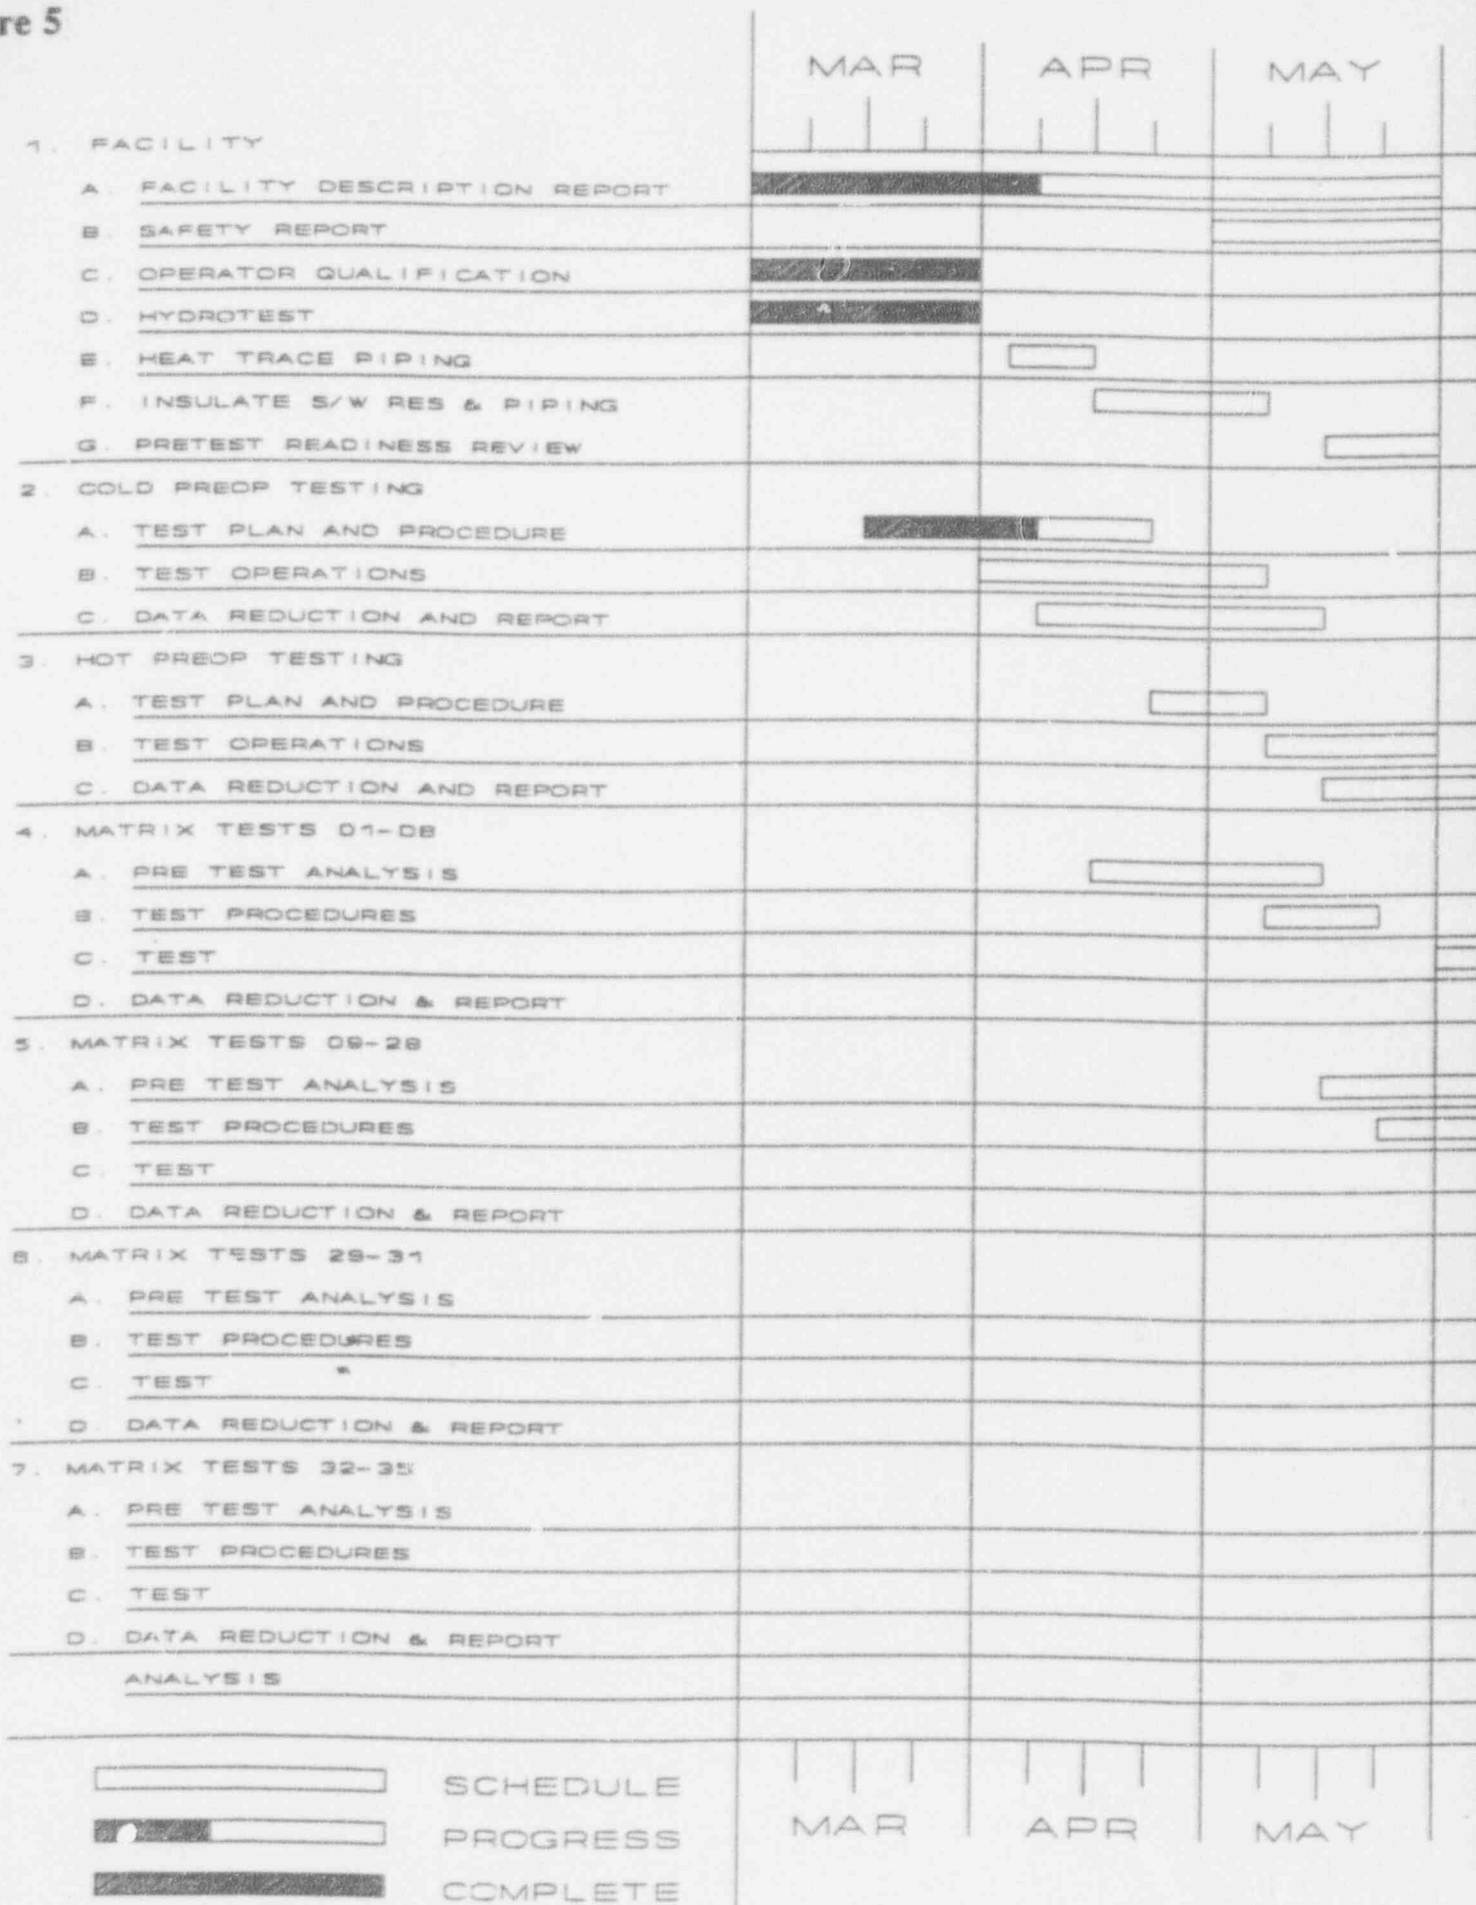 re 5
MAR APR MAY
1. FACILITY
A. FACILITY DESCRIPTION REPORT
B. SAFETY REPORT
C. OPERATOR QUALIFICATION
D. HYDROTEST
E. HEAT TRACE PIPING
F. INSULATE S/W RES & PIPING
G. PRETEST READINESS REVIEW
2. COLD PREOP TESTING
A. TEST PLAN AND PROCEDURE
B. TEST OPERATIONS
C. DATA REDUCTION AND REPORT
3. HOT PREOP TESTING
A. TEST PLAN AND PROCEDURE
B. TEST OPERATIONS
C. DATA REDUCTION AND REPORT
4. MATRIX TESTS 01-08
A. PRE TEST ANALYSIS
B. TEST PROCEDURES
C. TEST
D. DATA REDUCTION & REPORT
5. MATRIX TESTS 09-28
A. PRE TEST ANALYSIS
B. TEST PROCEDURES
C. TEST
D. DATA REDUCTION & REPORT
6. MATRIX TESTS 29-31
A. PRE TEST ANALYSIS
B. TEST PROCEDURES
C. TEST
D. DATA REDUCTION & REPORT
7. MATRIX TESTS 32-35
A. PRE TEST ANALYSIS
B. TEST PROCEDURES
C. TEST
D. DATA REDUCTION & REPORT
ANALYSIS
SCHEDULE
PROGRESS
COMPLETE
MAR APR MAY